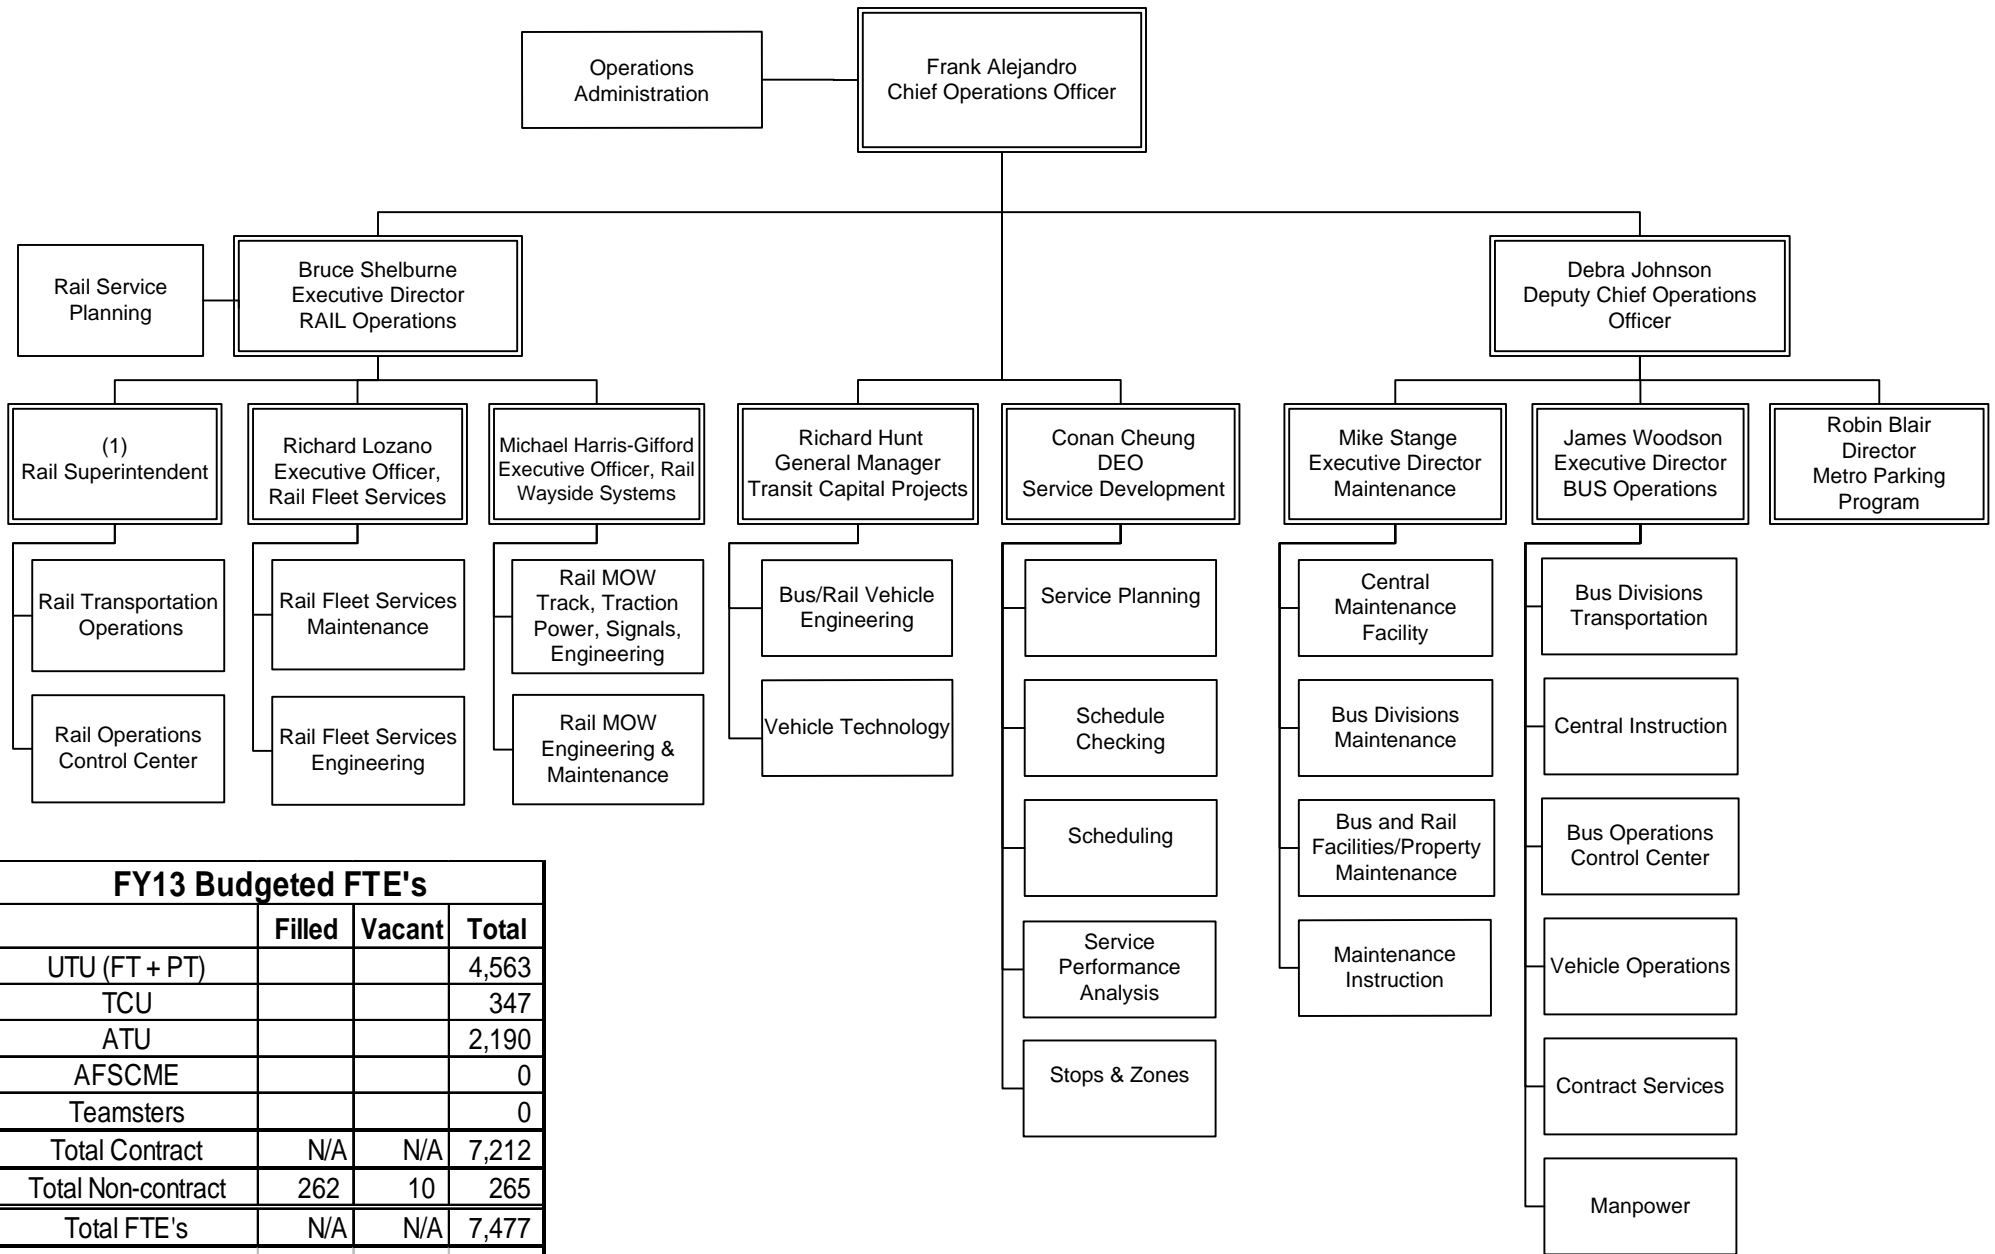 Operations
Administration
Frank Alejandro
Chief Operations Officer
Rail Service
Planning
Bruce Shelburne
Executive Director
RAIL Operations
Debra Johnson
Deputy Chief Operations
Officer
(1)
Rail Superintendent
Richard Lozano
Executive Officer,
Rail Fleet Services
Michael Harris-Gifford
Executive Officer, Rail
Wayside Systems
Richard Hunt
General Manager
Transit Capital Projects
Conan Cheung
DEO
Service Development
Mike Stange
Executive Director
Maintenance
James Woodson
Executive Director
BUS Operations
Robin Blair
Director
Metro Parking
Program
Rail Transportation
Operations
Rail Operations
Control Center
Rail Fleet Services
Maintenance
Rail Fleet Services
Engineering
Rail MOW
Track, Traction
Power, Signals,
Engineering
Rail MOW
Engineering &
Maintenance
Bus/Rail Vehicle
Engineering
Vehicle Technology
Service Planning
Schedule
Checking
Scheduling
Service
Performance
Analysis
Stops & Zones
Central
Maintenance
Facility
Bus Divisions
Maintenance
Bus and Rail
Facilities/Property
Maintenance
Maintenance
Instruction
Bus Divisions
Transportation
Central Instruction
Bus Operations
Control Center
Vehicle Operations
Contract Services
Manpower
FY13 Budgeted FTE's
Filled Vacant Total
UTU (FT + PT) 4,563
TCU 347
ATU 2,190
AFSCME 0
Teamsters 0
Total Contract N/A N/A 7,212
Total Non-contract 262 10 265
Total FTE's N/A N/A 7,477